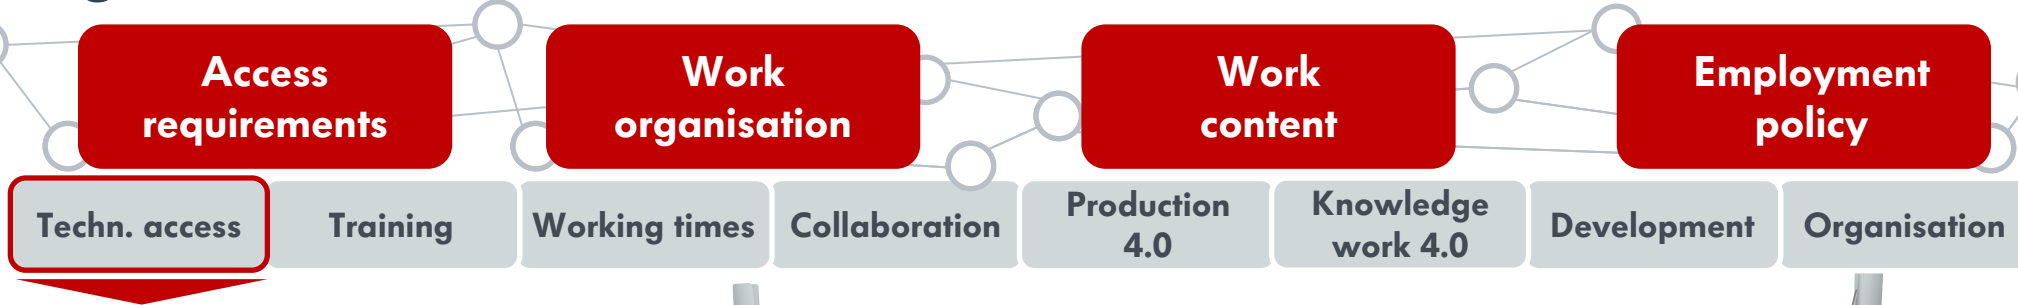 Access
requirements
Work
organisation
Work
content
Employment
policy
Techn. access
Training
Working times
Collaboration
Production
4.0
Knowledge
work 4.0
Development
Organisation